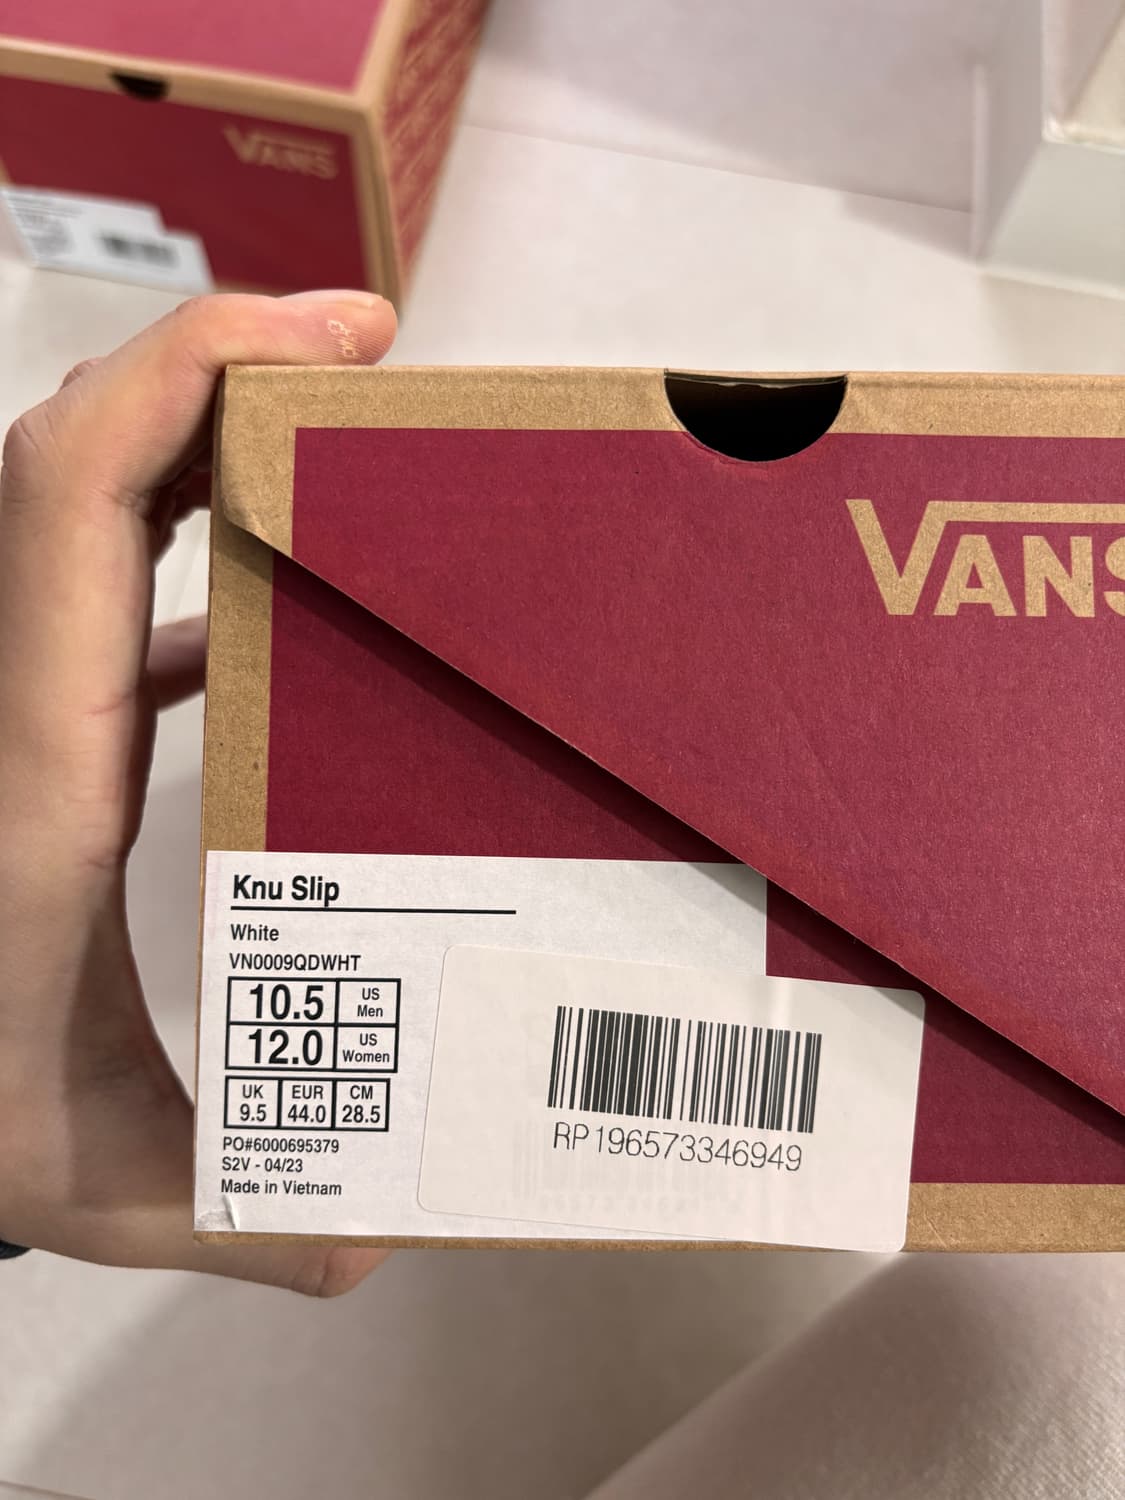 VANS
VANS
Knu Slip
White
VN0009QDWHT
10.5 US Men
12.0 US Women
UK EUR CM
9.5 44.0 28.5
PO#6000695379
S2V - 04/23
Made in Vietnam
RP196573346949